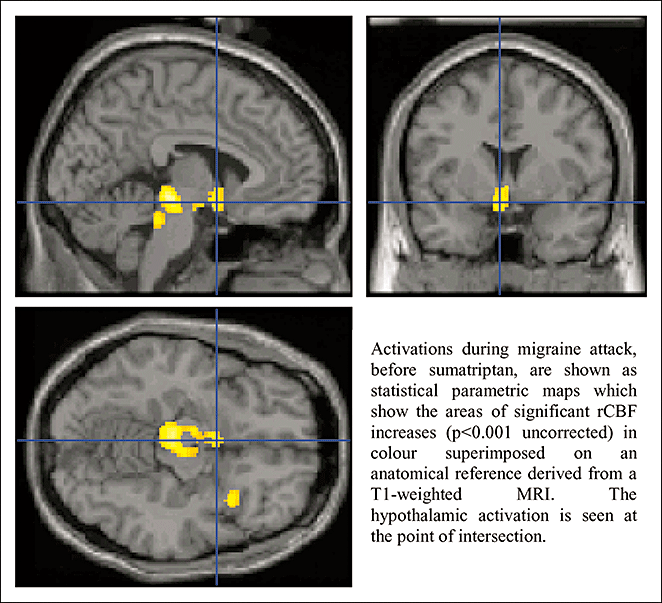 Activations during migraine attack,
before sumatriptan, are shown as
statistical parametric maps which
show the areas of significant rCBF
increases (p<0.001 uncorrected) in
colour superimposed on an
anatomical reference derived from a
T1-weighted MRI. The
hypothalamic activation is seen at
the point of intersection.